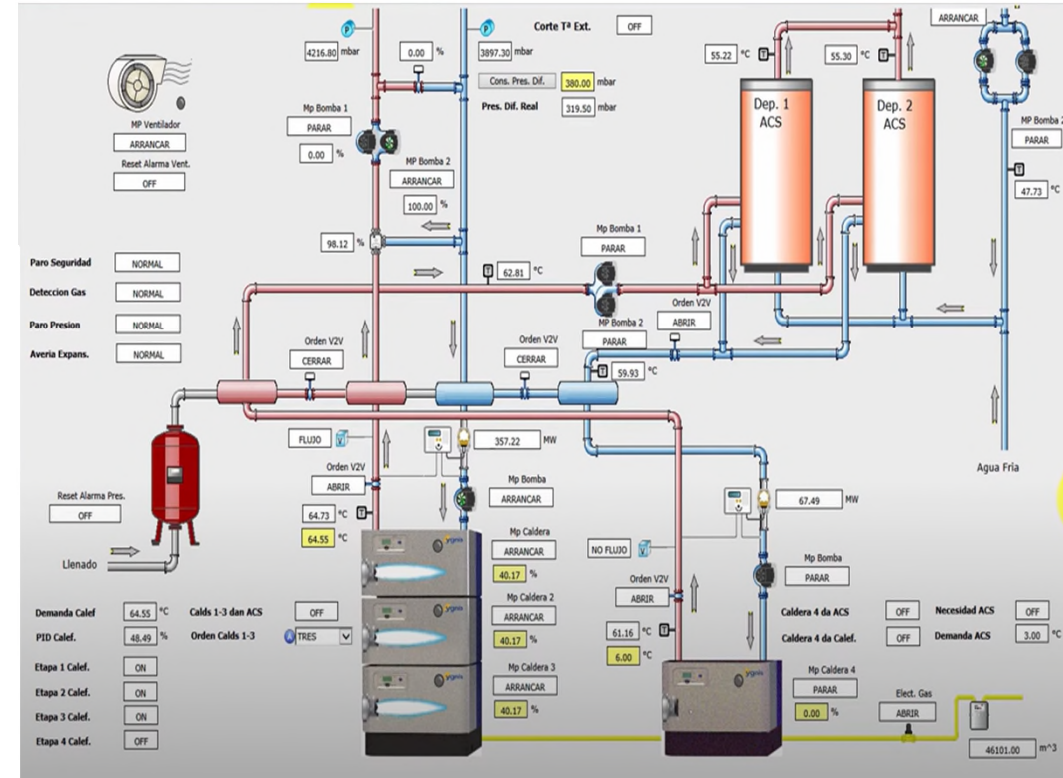 4216.80 mbar
0.00 %
3897.30 mbar
Corte Tª Ext. OFF
Cons. Pres. Dif. 380.00 mbar
Pres. Dif. Real 319.50 mbar
55.22 °C
55.30 °C
ARRANCAR
MP Ventilador
ARRANCAR
Reset Alarma Vent.
OFF
Mp Bomba 1
PARAR
0.00 %
MP Bomba 2
ARRANCAR
100.00 %
98.12 %
Dep. 1
ACS
Dep. 2
ACS
MP Bomba 2
PARAR
47.73 °C
Paro Seguridad NORMAL
Deteccion Gas NORMAL
Paro Presion NORMAL
Averia Expans. NORMAL
62.81 °C
Mp Bomba 1
PARAR
MP Bomba 2
PARAR
Orden V2V
ABRIR
59.93 °C
Orden V2V
CERRAR
Orden V2V
CERRAR
Agua Fria
FLUJO
357.22 MW
Orden V2V
ABRIR
64.73 °C
64.55 °C
Mp Bomba
ARRANCAR
Reset Alarma Pres.
OFF
Llenado
Mp Caldera
ARRANCAR
40.17 %
Mp Caldera 2
ARRANCAR
40.17 %
Mp Caldera 3
ARRANCAR
40.17 %
ygnis
ygnis
ygnis
67.49 MW
NO FLUJO
Mp Bomba
PARAR
Orden V2V
ABRIR
61.16 °C
6.00 °C
ygnis
Mp Caldera 4
PARAR
0.00 %
Demanda Calef 64.55 °C
PID Calef. 48.49 %
Etapa 1 Calef. ON
Etapa 2 Calef. ON
Etapa 3 Calef. ON
Etapa 4 Calef. OFF
Calds 1-3 dan ACS OFF
Orden Calds 1-3 A TRES
Caldera 4 da ACS OFF
Caldera 4 da Calef. OFF
Necesidad ACS OFF
Demanda ACS 3.00 °C
Elect. Gas
ABRIR
46101.00 m^3